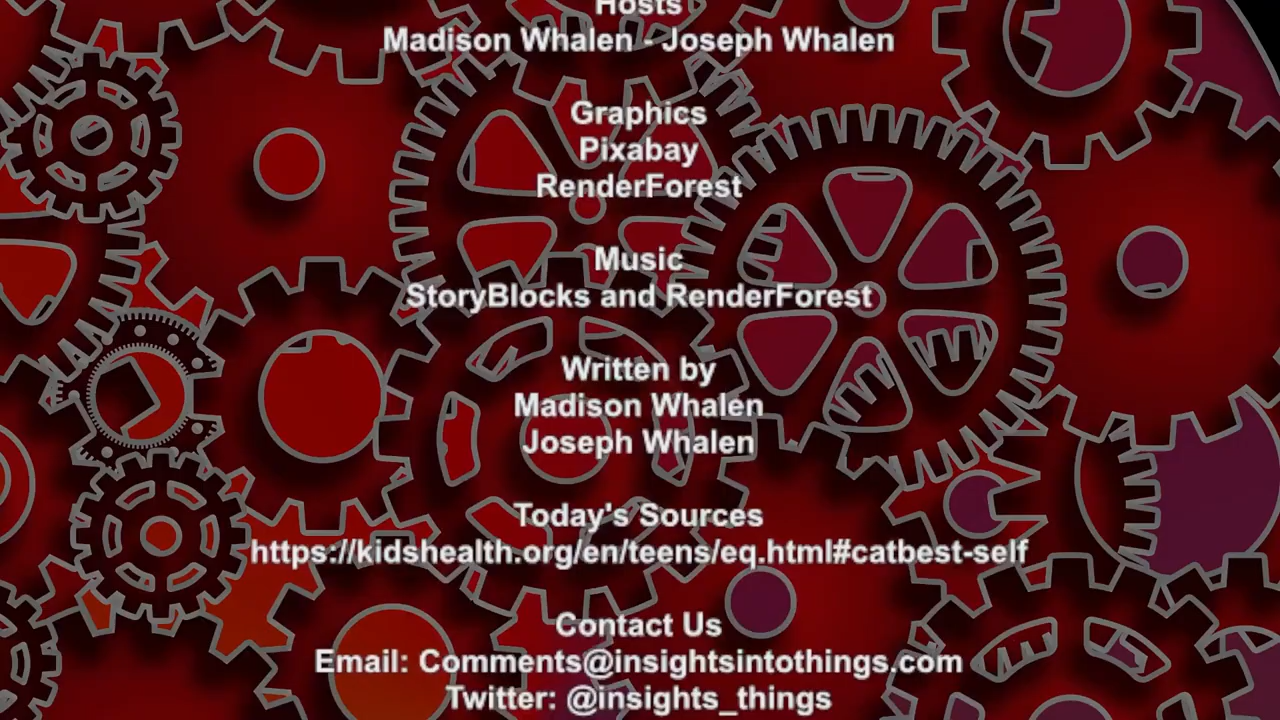 Hosts
Madison Whalen - Joseph Whalen
Graphics
Pixabay
RenderForest
Music
StoryBlocks and RenderForest
Written by
Madison Whalen
Joseph Whalen
Today's Sources
https://kidshealth.org/en/teens/eq.html#catbest-self
Contact Us
Email: Comments@insightsintothings.com
Twitter: @insights_things